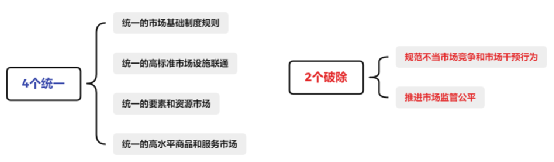 4个统一
统一的市场基础制度规则
统一的高标准市场设施联通
统一的要素和资源市场
统一的高水平商品和服务市场
2个破除
规范不当市场竞争和市场干预行为
推进市场监管公平